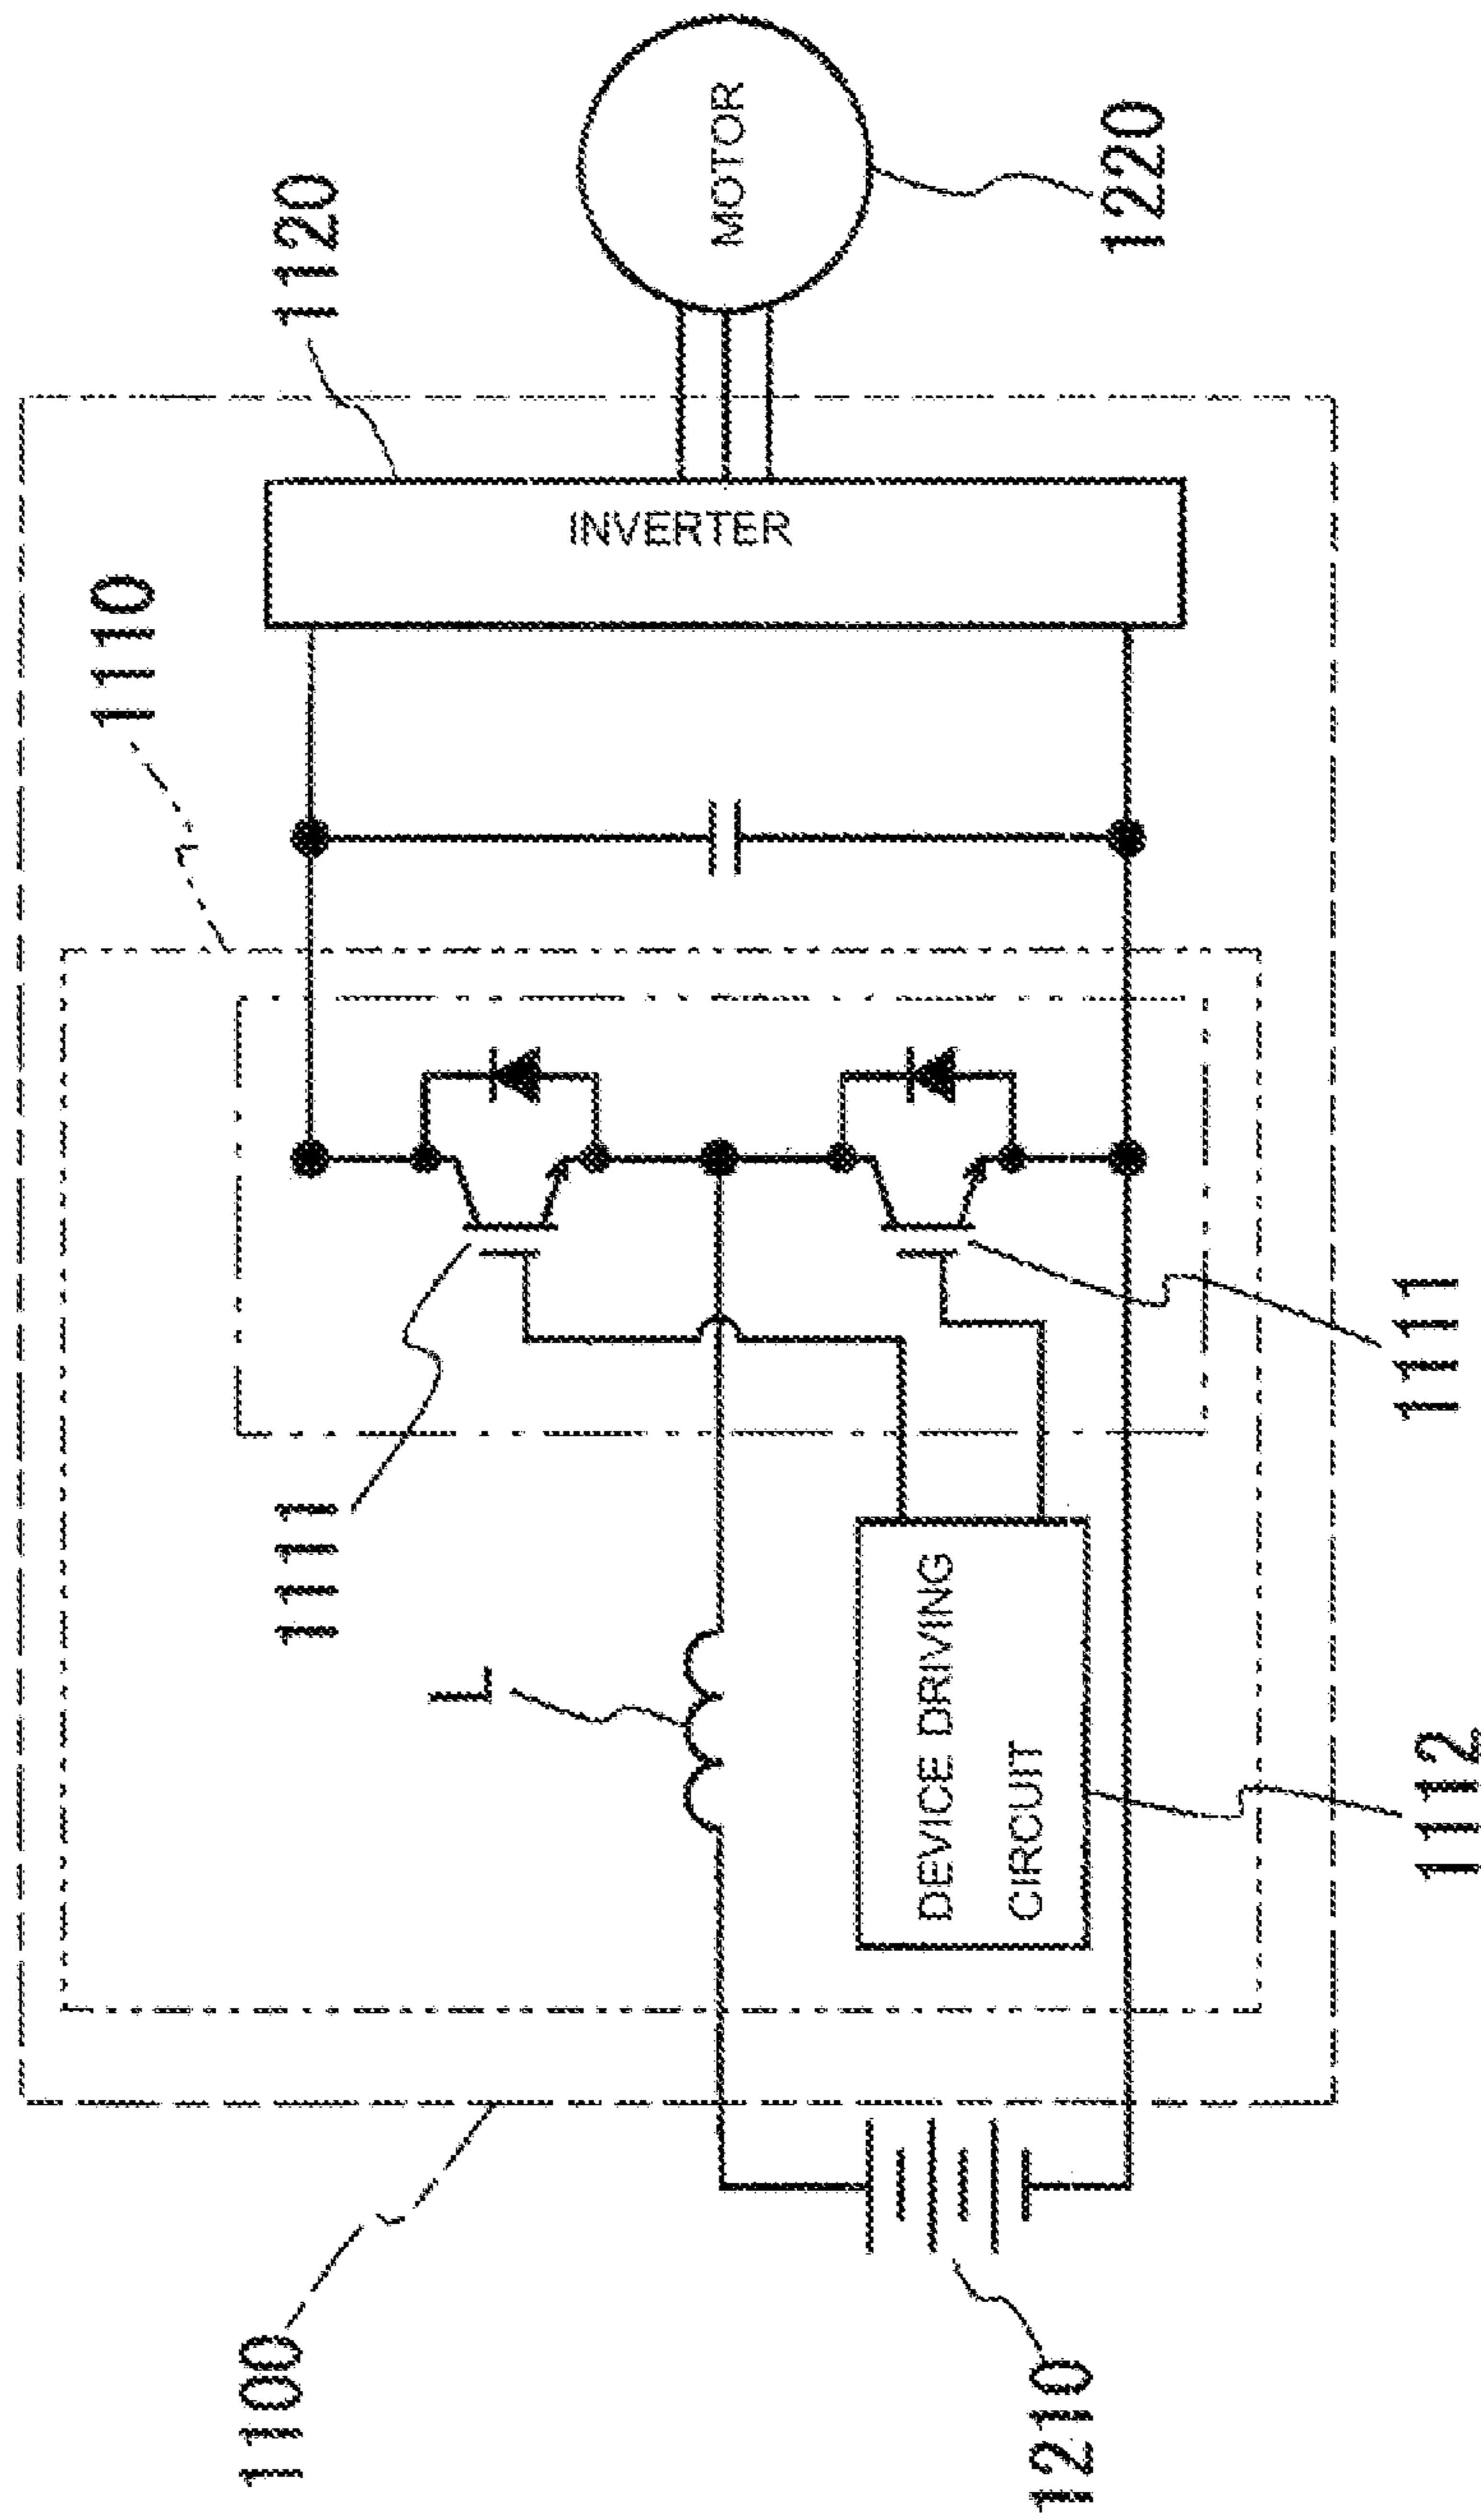 1100
1110
1120
MOTOR
1220
INVERTER
1111
L
DEVICE DRIVING
CIRCUIT
1210
1112
1111